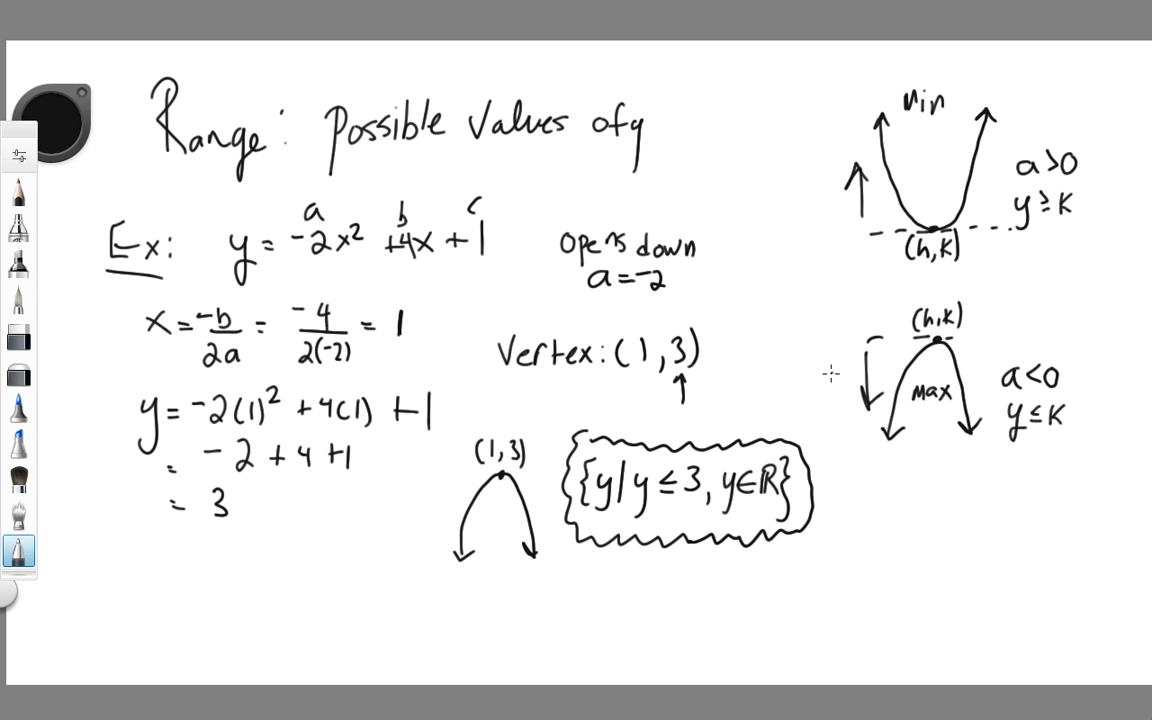 Range: Possible Values of y
Ex: y = -2x² +4x + 1
a b c
opens down
a = -2
x = -b/2a = -4/2(-2) = 1
Vertex: (1, 3)
y = -2(1)² + 4(1) + 1
= -2 + 4 + 1
= 3
(1, 3)
{y | y ≤ 3, y ∈ ℝ}
Min
a > 0
y ≥ K
(h, K)
(h, K)
Max
a < 0
y ≤ K